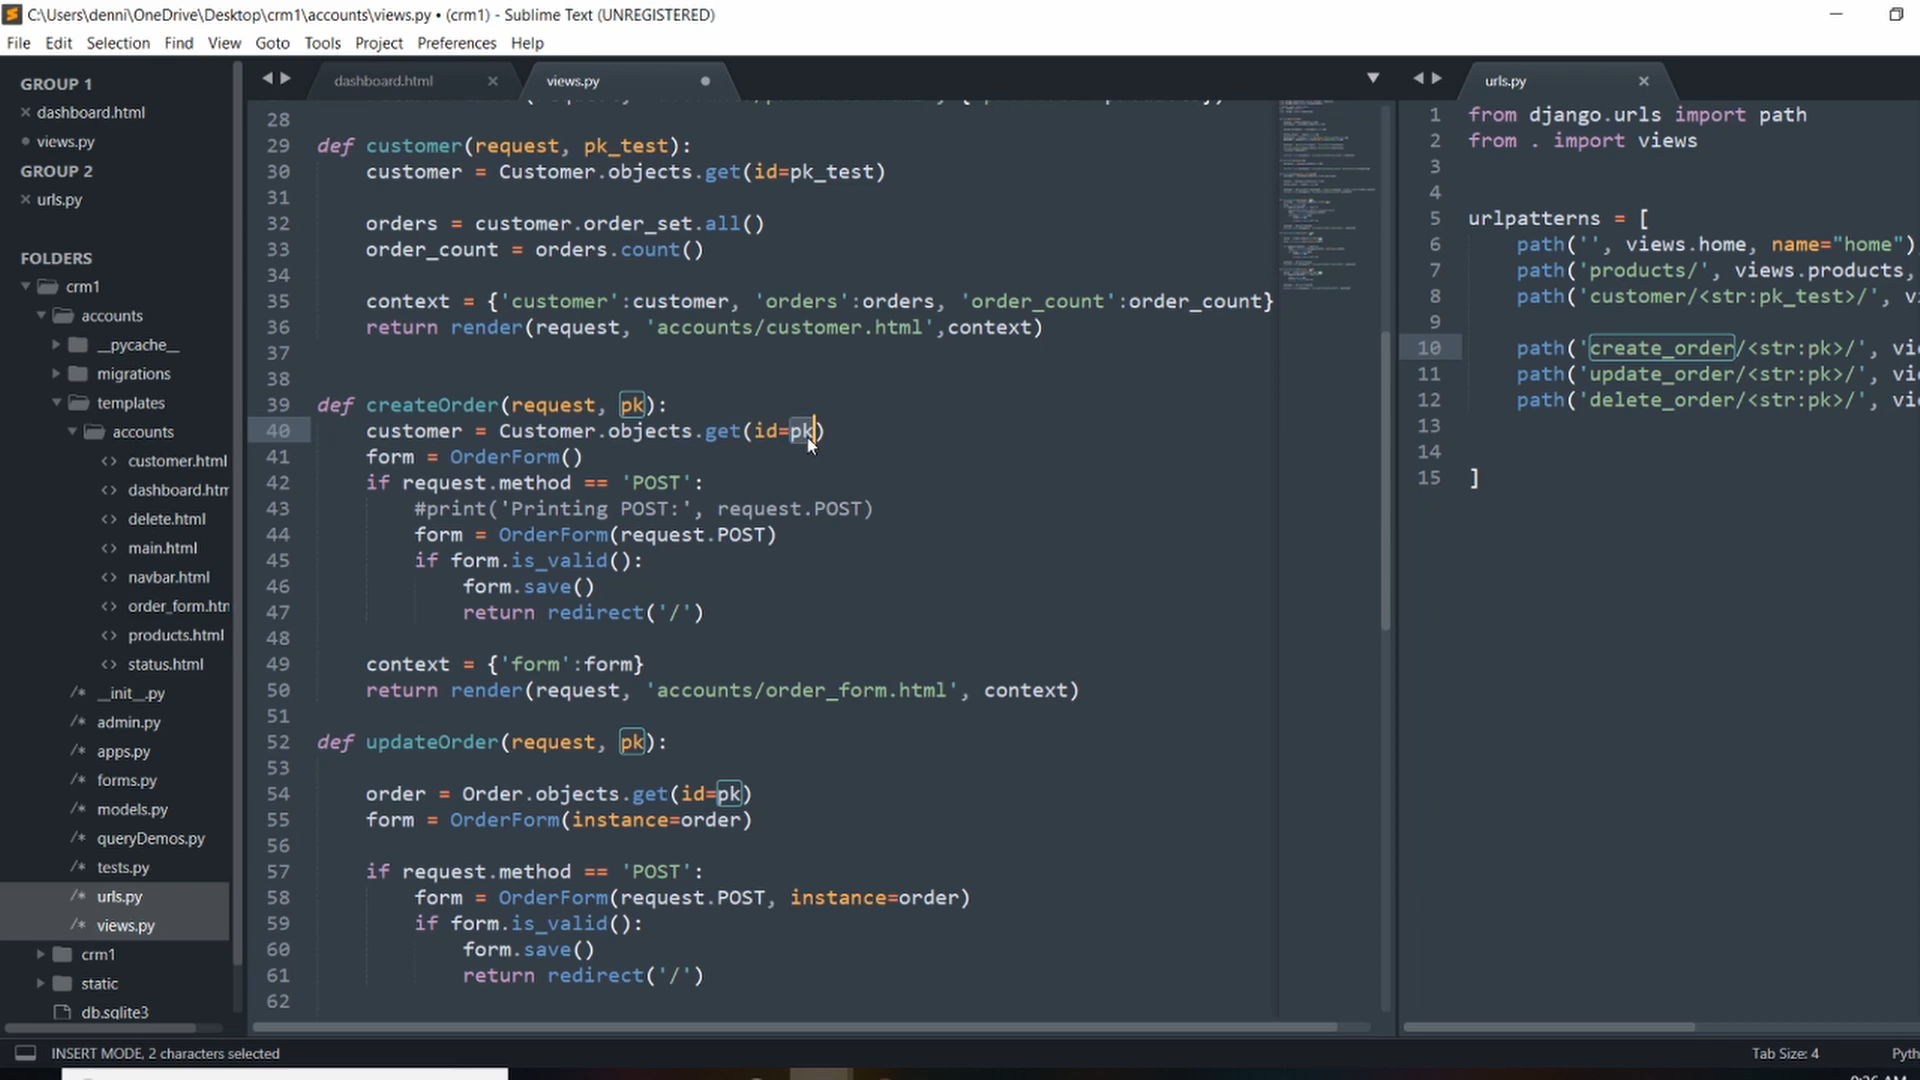 C:\Users\denni\OneDrive\Desktop\crm1\accounts\views.py • (crm1) - Sublime Text (UNREGISTERED)
File Edit Selection Find View Goto Tools Project Preferences Help
GROUP 1
dashboard.html
views.py
GROUP 2
urls.py
FOLDERS
crm1
accounts
__pycache__
migrations
templates
accounts
customer.html
dashboard.htm
delete.html
main.html
navbar.html
order_form.htm
products.html
status.html
/* __init__.py
/* admin.py
/* apps.py
/* forms.py
/* models.py
/* queryDemos.py
/* tests.py
/* urls.py
/* views.py
crm1
static
db.sqlite3
dashboard.html
views.py
28
29 def customer(request, pk_test):
30 customer = Customer.objects.get(id=pk_test)
31
32 orders = customer.order_set.all()
33 order_count = orders.count()
34
35 context = {'customer':customer, 'orders':orders, 'order_count':order_count}
36 return render(request, 'accounts/customer.html',context)
37
38
39 def createOrder(request, pk):
40 customer = Customer.objects.get(id=pk)
41 form = OrderForm()
42 if request.method == 'POST':
43 #print('Printing POST:', request.POST)
44 form = OrderForm(request.POST)
45 if form.is_valid():
46 form.save()
47 return redirect('/')
48
49 context = {'form':form}
50 return render(request, 'accounts/order_form.html', context)
51
52 def updateOrder(request, pk):
53
54 order = Order.objects.get(id=pk)
55 form = OrderForm(instance=order)
56
57 if request.method == 'POST':
58 form = OrderForm(request.POST, instance=order)
59 if form.is_valid():
60 form.save()
61 return redirect('/')
62
urls.py
1 from django.urls import path
2 from . import views
3
4
5 urlpatterns = [
6 path('', views.home, name="home"),
7 path('products/', views.products,
8 path('customer/<str:pk_test>/', vi
9
10 path('create_order/<str:pk>/', vie
11 path('update_order/<str:pk>/', vie
12 path('delete_order/<str:pk>/', vie
13
14
15 ]
INSERT MODE, 2 characters selected
Tab Size: 4
Pyth